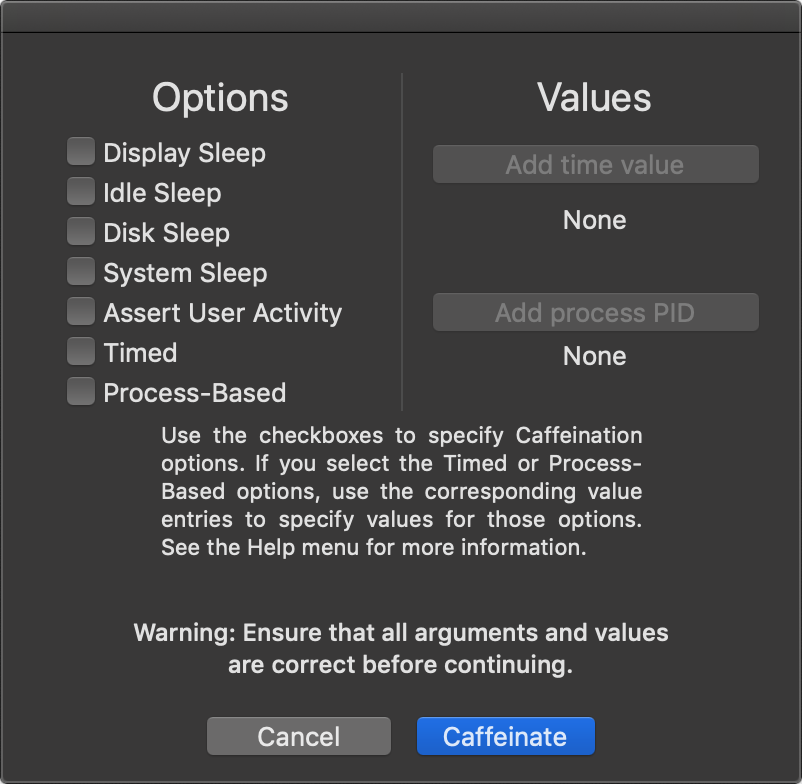 Options
Display Sleep
Idle Sleep
Disk Sleep
System Sleep
Assert User Activity
Timed
Process-Based
Values
Add time value
None
Add process PID
None
Use the checkboxes to specify Caffeination
options. If you select the Timed or Process-
Based options, use the corresponding value
entries to specify values for those options.
See the Help menu for more information.
Warning: Ensure that all arguments and values
are correct before continuing.
Cancel
Caffeinate